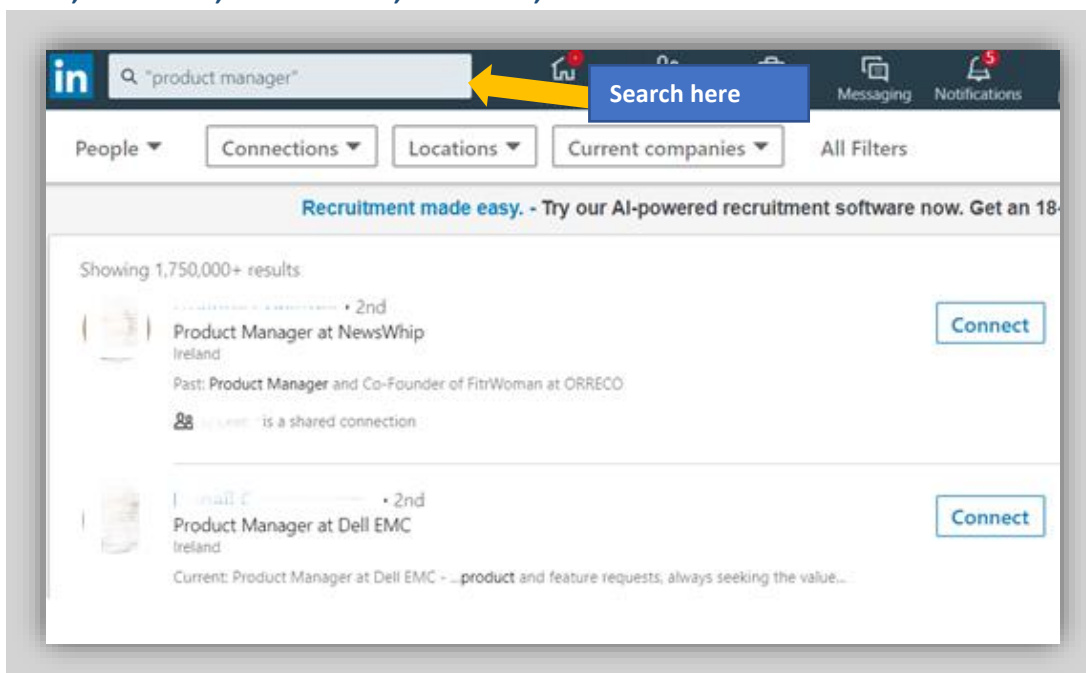 in "product manager"
Search here
Messaging
5
Notifications
People
Connections
Locations
Current companies
All Filters
Recruitment made easy. - Try our AI-powered recruitment software now. Get an 18-
Showing 1,750,000+ results
• 2nd
Product Manager at NewsWhip
Ireland
Past: Product Manager and Co-Founder of FitrWoman at ORRECO
is a shared connection
Connect
• 2nd
Product Manager at Dell EMC
Ireland
Current: Product Manager at Dell EMC - ...product and feature requests, always seeking the value...
Connect